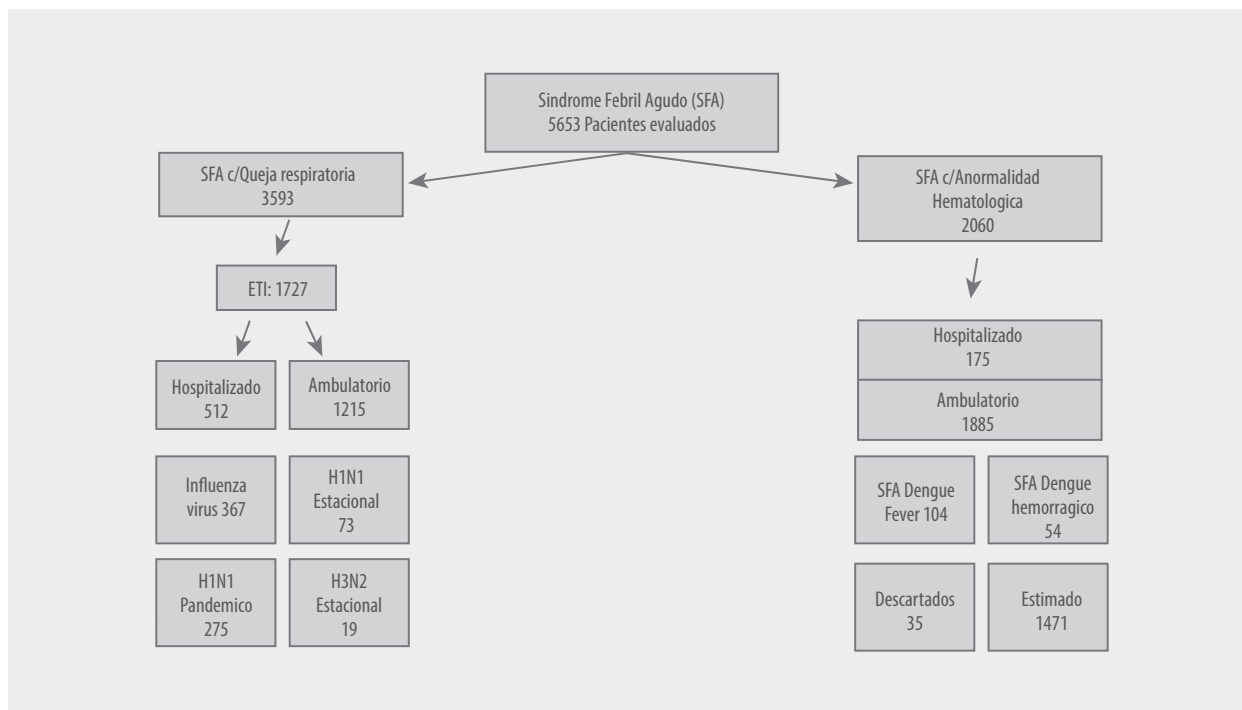 Sindrome Febril Agudo (SFA)
5653 Pacientes evaluados
SFA c/Queja respiratoria
3593
SFA c/Anormalidad
Hematologica
2060
ETI: 1727
Hospitalizado
512
Ambulatorio
1215
Hospitalizado
175
Ambulatorio
1885
Influenza
virus 367
H1N1
Estacional
73
SFA Dengue
Fever 104
SFA Dengue
hemorragico
54
H1N1
Pandemico
275
H3N2
Estacional
19
Descartados
35
Estimado
1471